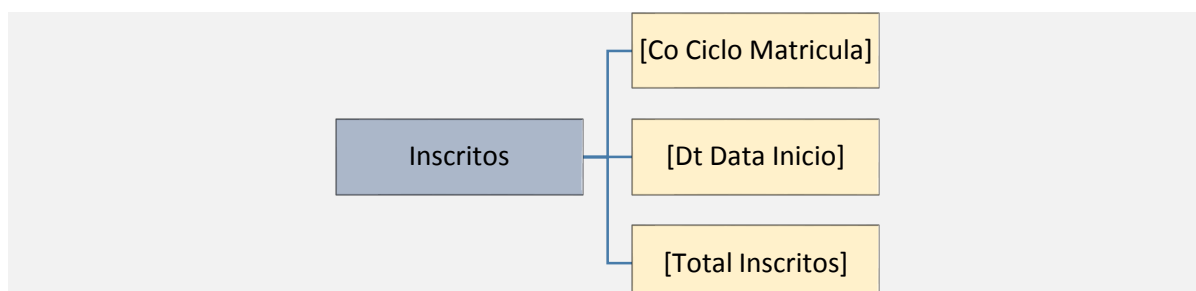 [Co Ciclo Matricula]
Inscritos
[Dt Data Inicio]
[Total Inscritos]